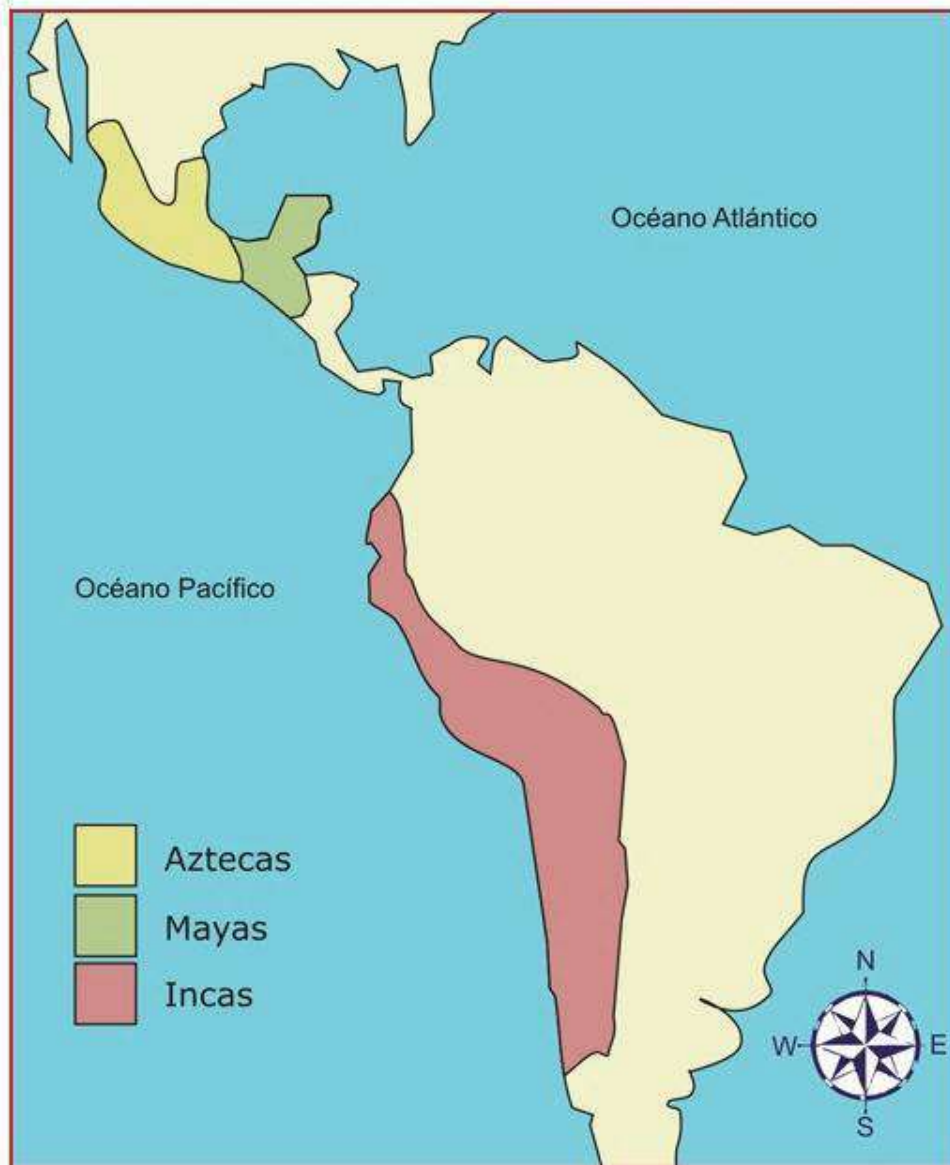 Océano Atlántico
Océano Pacífico
Aztecas
Mayas
Incas
N
W
E
S